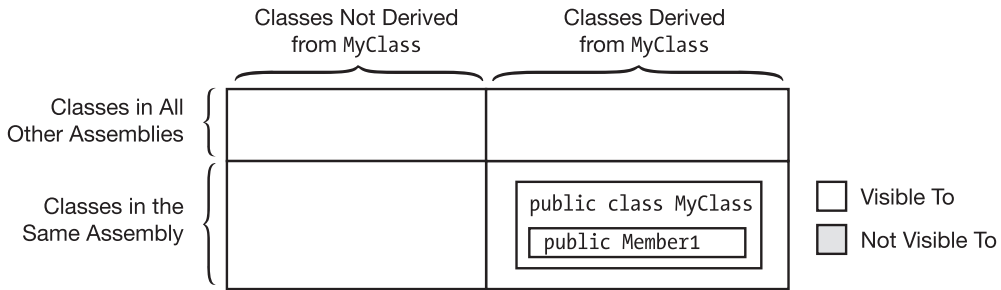 Classes Not Derived
from MyClass
Classes Derived
from MyClass
Classes in All
Other Assemblies
Classes in the
Same Assembly
public class MyClass
public Member1
Visible To
Not Visible To